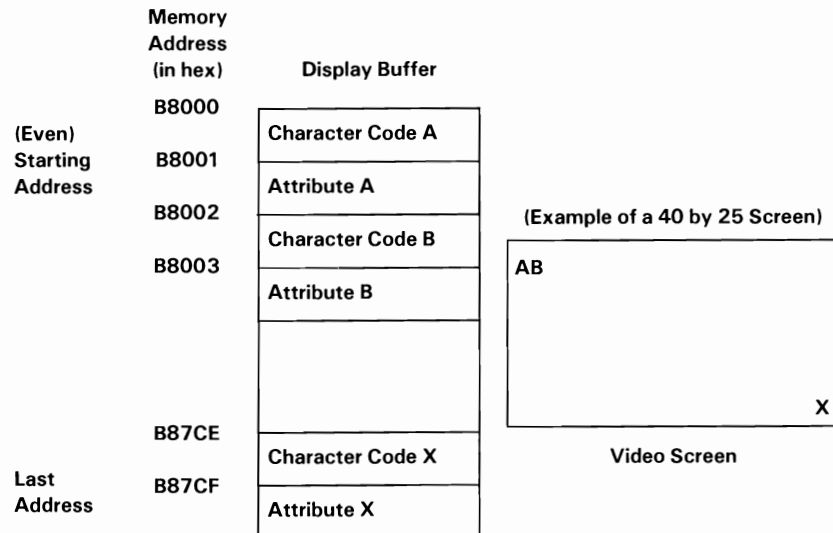 Memory
Address
(in hex)
Display Buffer
B8000
(Even)
Starting
Address
Character Code A
B8001
Attribute A
B8002
Character Code B
B8003
Attribute B
(Example of a 40 by 25 Screen)
AB
X
Video Screen
B87CE
Character Code X
Last
Address
B87CF
Attribute X